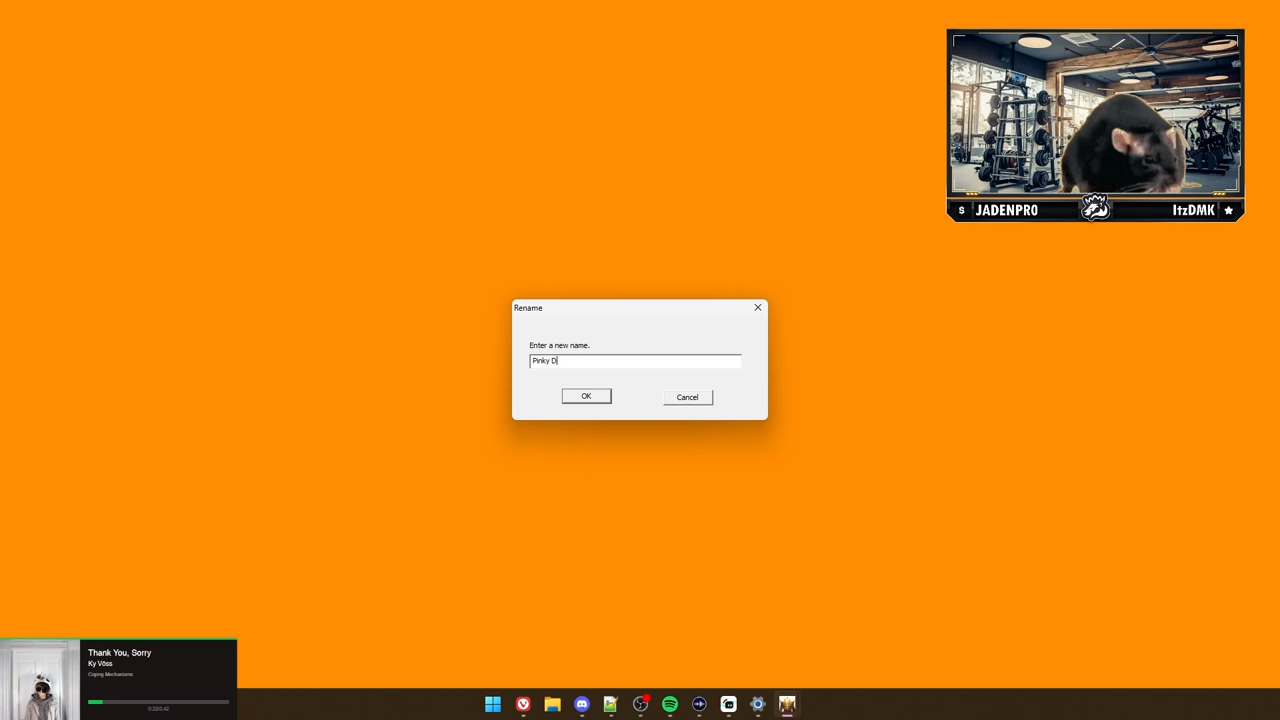 JADENPRO
ItzDMK
Rename
Enter a new name.
Pinky D
OK
Cancel
Thank You, Sorry
Ky Vöss
Coping Mechanisms